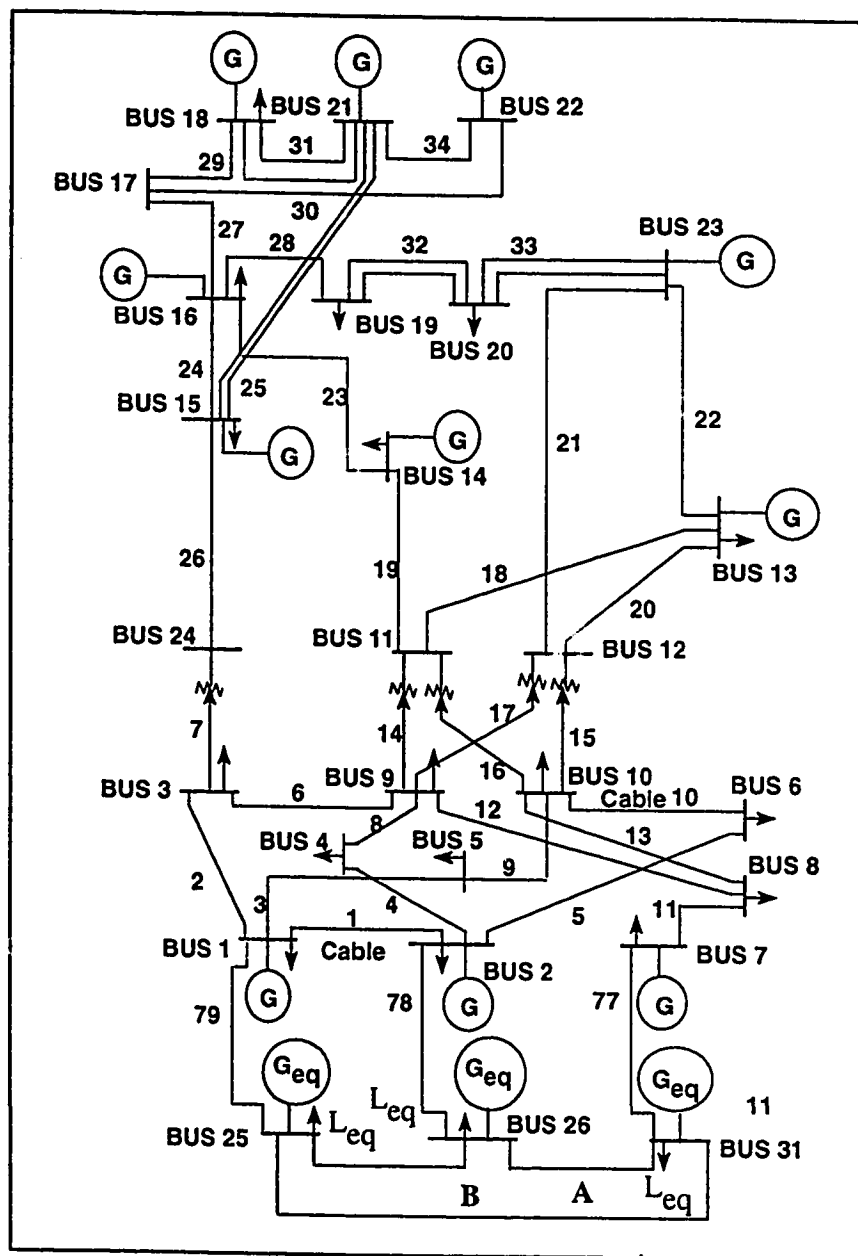 G G G
BUS 18 BUS 21 BUS 22
31 34
29
BUS 17
30
27 BUS 23
28 32 33
G G
BUS 16 BUS 19 BUS 20
24 25 23 21 22
BUS 15
G G
BUS 14
G
BUS 13
26 19 18 20
BUS 24 BUS 11 BUS 12
7 14 17 15
16
BUS 3 BUS 9 BUS 10 BUS 6
6 Cable 10
12
8 13
BUS 4 BUS 5 BUS 8
2 9
3 4 5 11
1
BUS 1 Cable BUS 2 BUS 7
G G G
79 78 77
Geq Geq Geq
Leq Leq 11
BUS 25 BUS 26 BUS 31
B A Leq